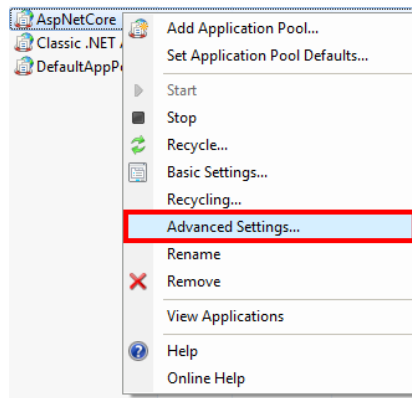 AspNetCore
Classic .NET
DefaultAppP
Add Application Pool...
Set Application Pool Defaults...
Start
Stop
Recycle...
Basic Settings...
Recycling...
Advanced Settings...
Rename
Remove
View Applications
Help
Online Help